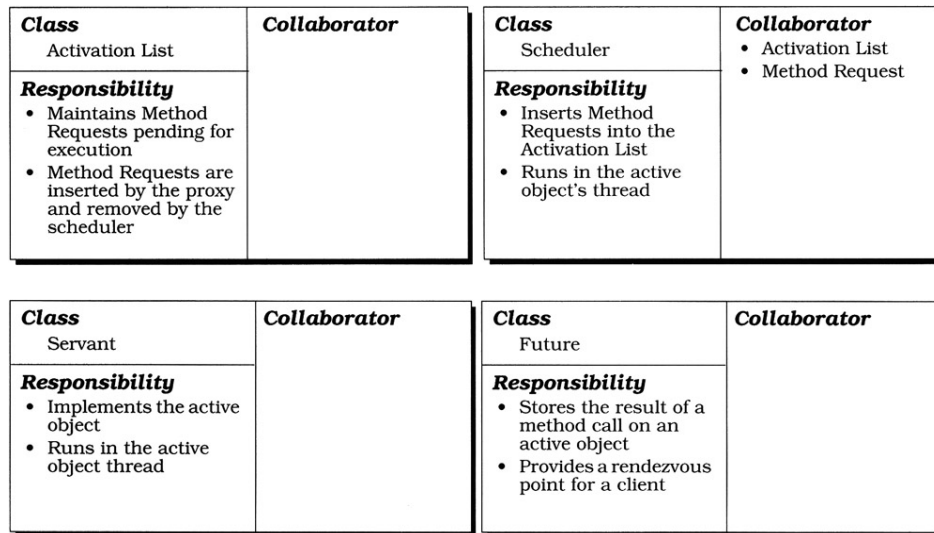 Class
Activation List
Collaborator
Responsibility
• Maintains Method
Requests pending for
execution
• Method Requests are
inserted by the proxy
and removed by the
scheduler
Class
Scheduler
Collaborator
• Activation List
• Method Request
Responsibility
• Inserts Method
Requests into the
Activation List
• Runs in the active
object's thread
Class
Servant
Collaborator
Responsibility
• Implements the active
object
• Runs in the active
object thread
Class
Future
Collaborator
Responsibility
• Stores the result of a
method call on an
active object
• Provides a rendezvous
point for a client